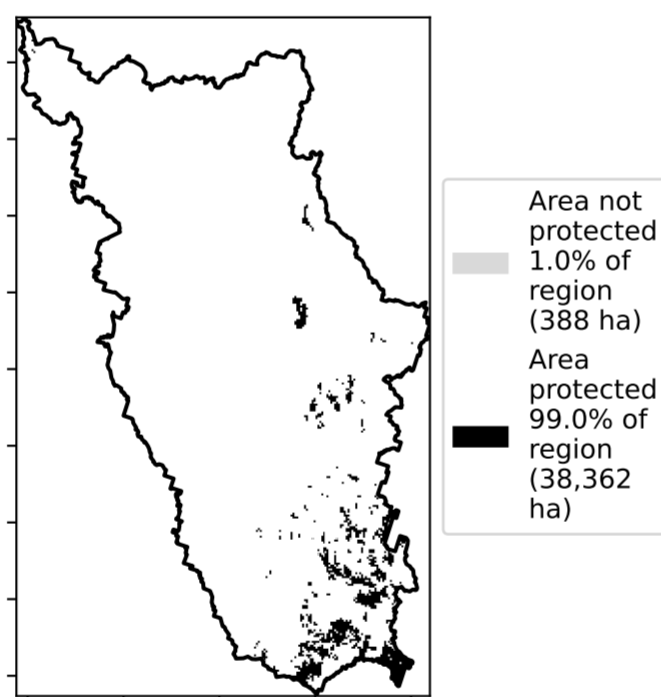 Area not
protected
1.0% of
region
(388 ha)
Area
protected
99.0% of
region
(38,362
ha)